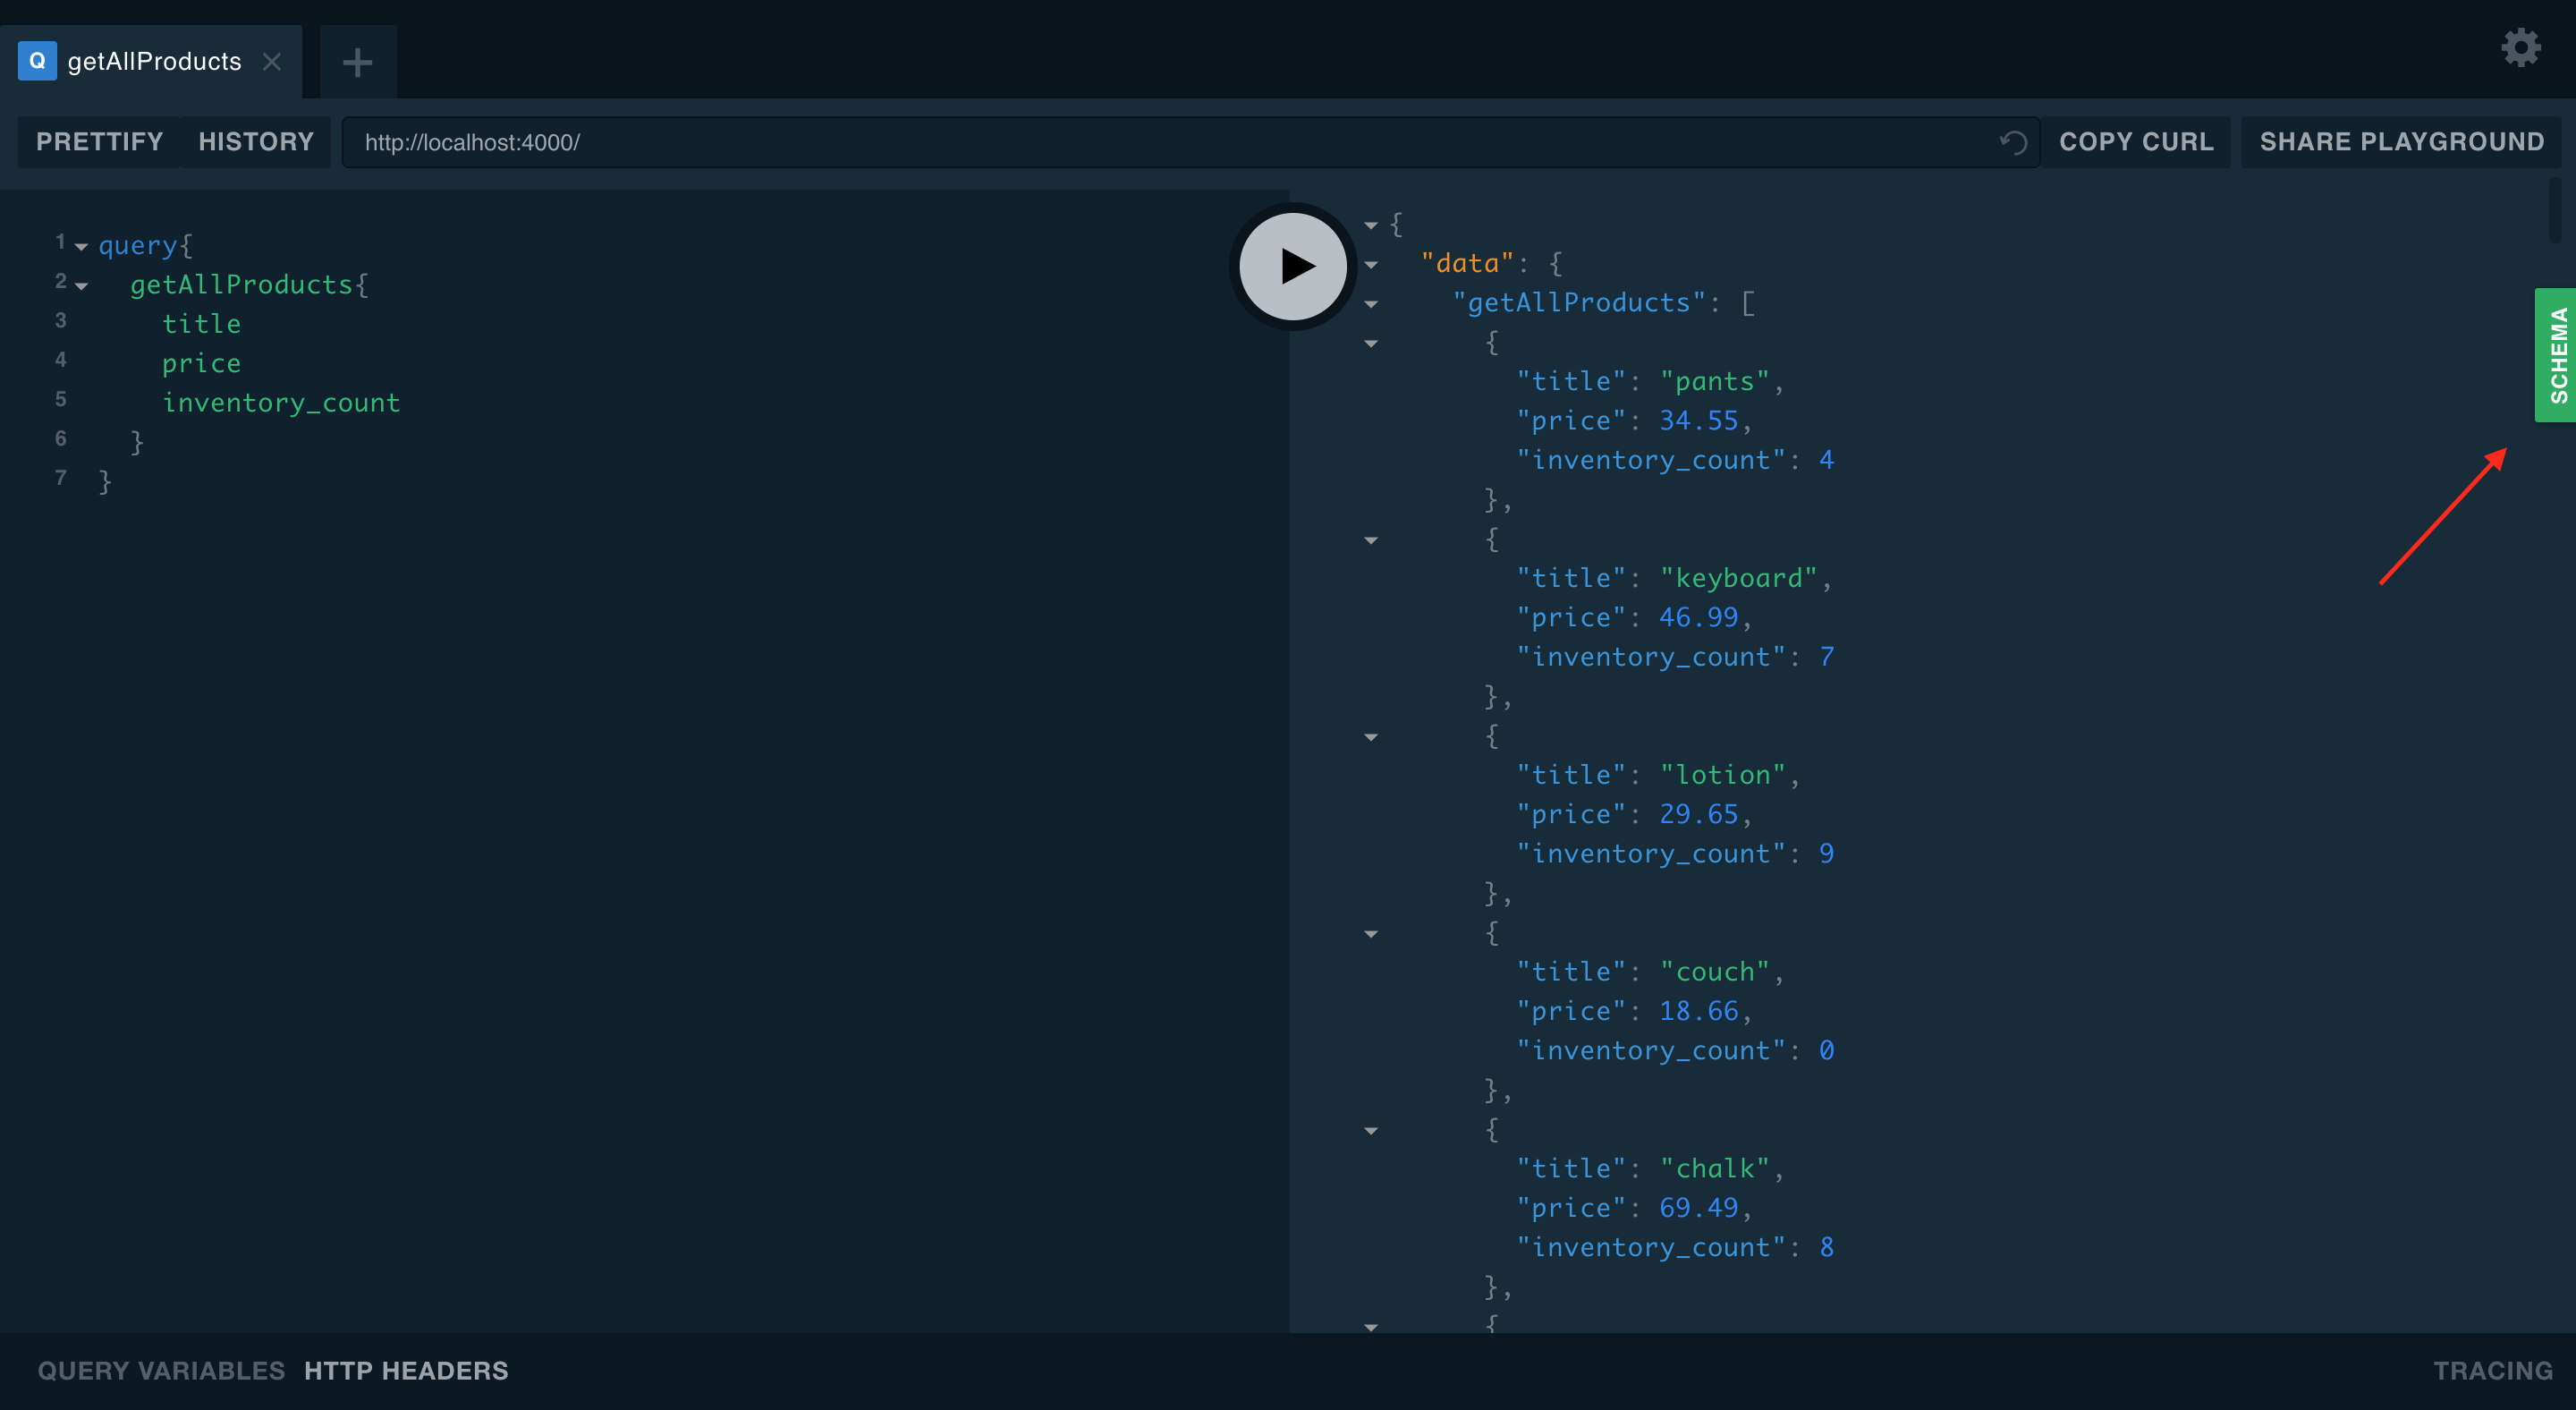 Q getAllProducts
PRETTIFY HISTORY http://localhost:4000/ COPY CURL SHARE PLAYGROUND
1 query{
2 getAllProducts{
3 title
4 price
5 inventory_count
6 }
7 }
{
"data": {
"getAllProducts": [
{
"title": "pants",
"price": 34.55,
"inventory_count": 4
},
{
"title": "keyboard",
"price": 46.99,
"inventory_count": 7
},
{
"title": "lotion",
"price": 29.65,
"inventory_count": 9
},
{
"title": "couch",
"price": 18.66,
"inventory_count": 0
},
{
"title": "chalk",
"price": 69.49,
"inventory_count": 8
},
{
SCHEMA
QUERY VARIABLES HTTP HEADERS TRACING